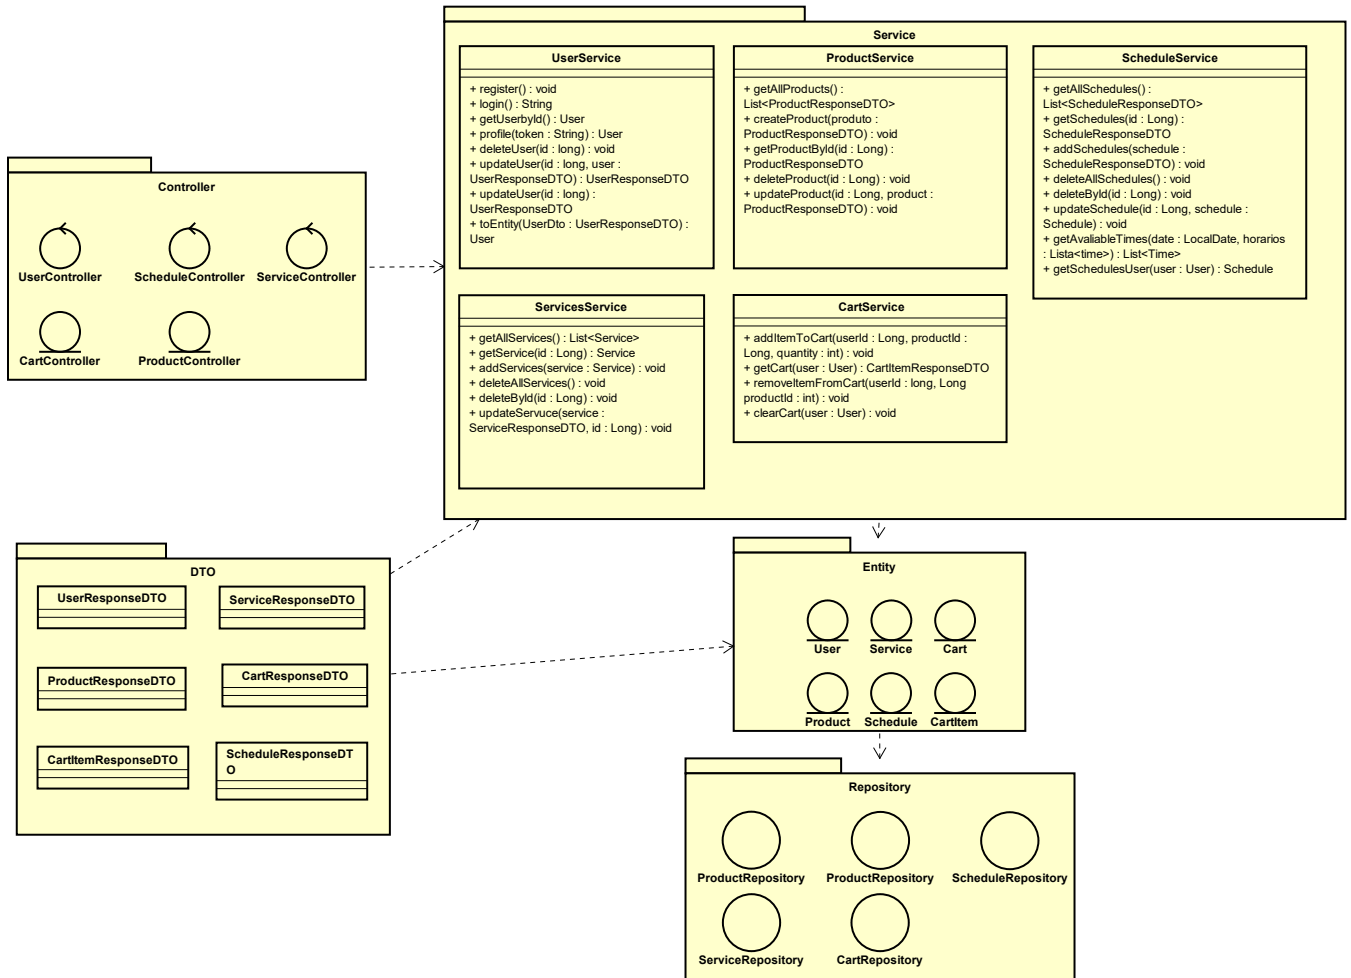 Service
UserService
+ register() : void
+ login() : String
+ getUserbyId() : User
+ profile(token : String) : User
+ deleteUser(id : long) : void
+ updateUser(id : long, user :
UserResponseDTO) : UserResponseDTO
+ updateUser(id : long) :
UserResponseDTO
+ toEntity(UserDto : UserResponseDTO) :
User
ProductService
+ getAllProducts() :
List<ProductResponseDTO>
+ createProduct(produto :
ProductResponseDTO) : void
+ getProductById(id : Long) :
ProductResponseDTO
+ deleteProduct(id : Long) : void
+ updateProduct(id : Long, product :
ProductResponseDTO) : void
ScheduleService
+ getAllSchedules() :
List<ScheduleResponseDTO>
+ getSchedules(id : Long) :
ScheduleResponseDTO
+ addSchedules(schedule :
ScheduleResponseDTO) : void
+ deleteAllSchedules() : void
+ deleteById(id : Long) : void
+ updateSchedule(id : Long, schedule :
Schedule) : void
+ getAvaliableTimes(date : LocalDate, horarios
: Lista<time>) : List<Time>
+ getSchedulesUser(user : User) : Schedule
Controller
UserController
ScheduleController
ServiceController
CartController
ProductController
ServicesService
+ getAllServices() : List<Service>
+ getService(id : Long) : Service
+ addServices(service : Service) : void
+ deleteAllServices() : void
+ deleteById(id : Long) : void
+ updateServuce(service :
ServiceResponseDTO, id : Long) : void
CartService
+ addItemToCart(userId : Long, productId :
Long, quantity : int) : void
+ getCart(user : User) : CartItemResponseDTO
+ removeItemFromCart(userId : long, Long
productId : int) : void
+ clearCart(user : User) : void
DTO
UserResponseDTO
ServiceResponseDTO
ProductResponseDTO
CartResponseDTO
CartItemResponseDTO
ScheduleResponseDT
O
Entity
User
Service
Cart
Product
Schedule
CartItem
Repository
ProductRepository
ProductRepository
ScheduleRepository
ServiceRepository
CartRepository